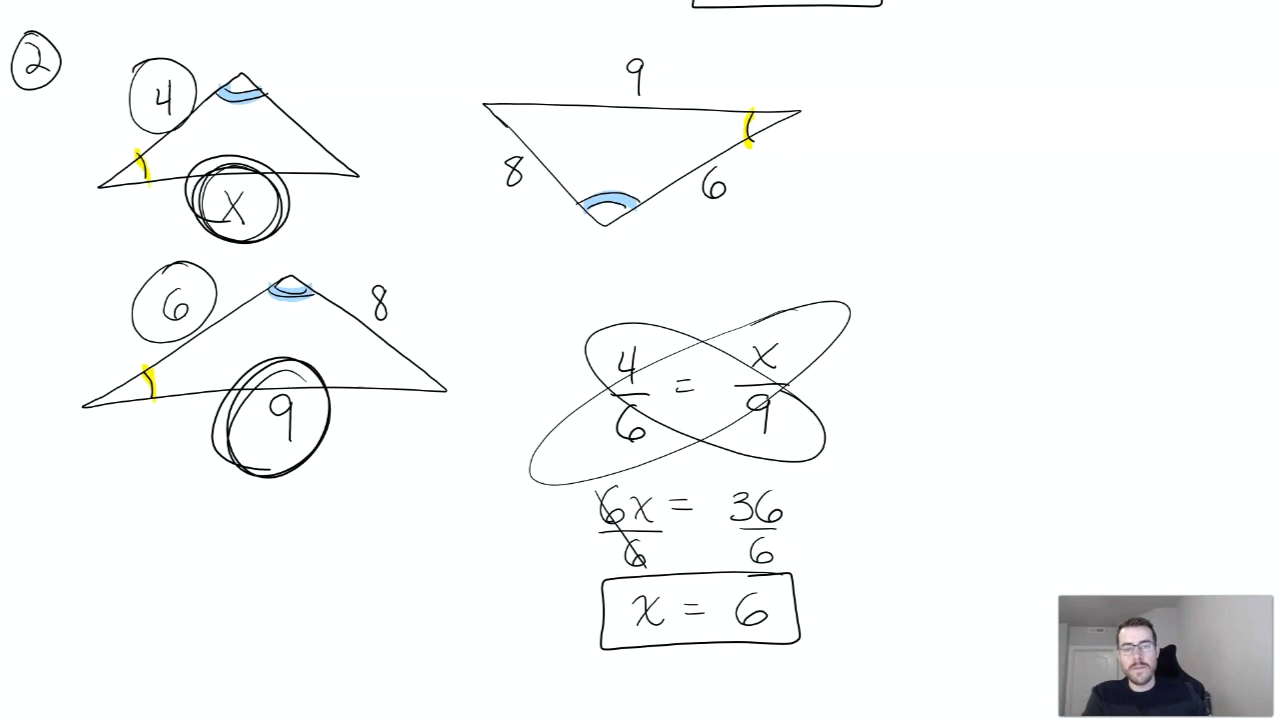 2
4
x
9
8
6
6
8
9
4/6 = x/9
6x/6 = 36/6
x = 6